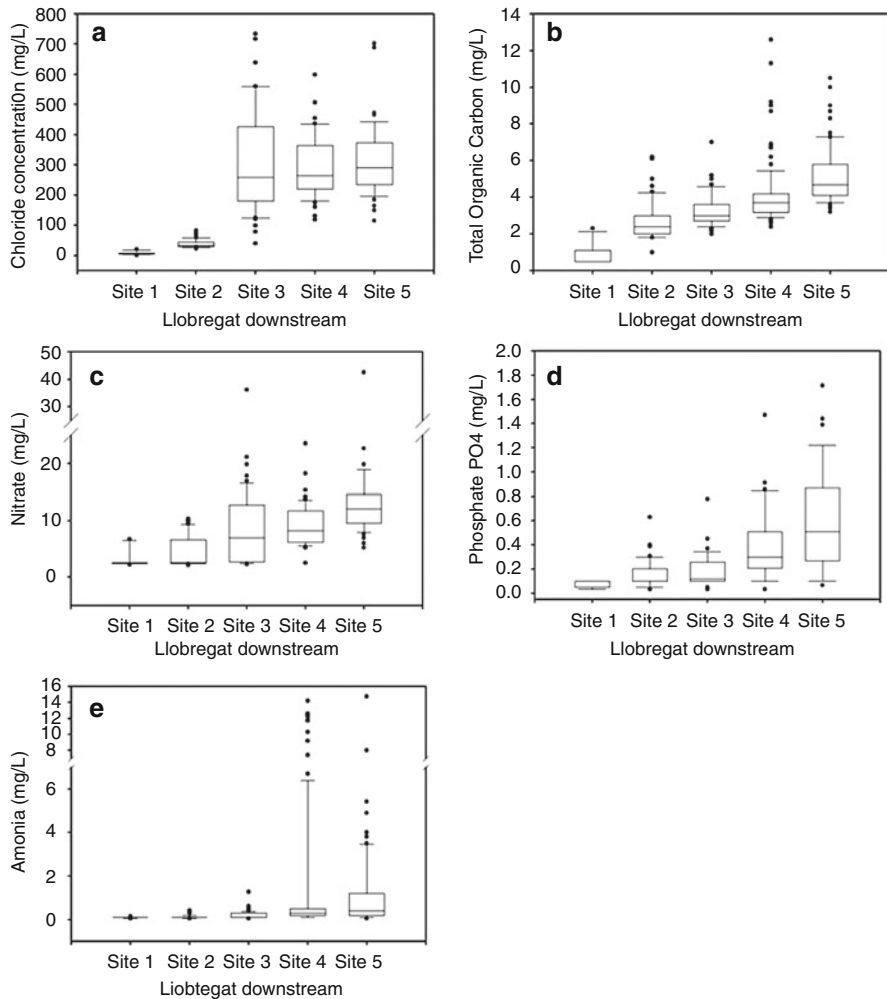 a
Chloride concentrati0n (mg/L)
800
700
600
500
400
300
200
100
0
Site 1 Site 2 Site 3 Site 4 Site 5
Llobregat downstream
b
Total Organic Carbon (mg/L)
14
12
10
8
6
4
2
0
Site 1 Site 2 Site 3 Site 4 Site 5
Llobregat downstream
c
Nitrate (mg/L)
50
40
30
20
10
0
Site 1 Site 2 Site 3 Site 4 Site 5
Llobregat downstream
d
Phosphate PO4 (mg/L)
2.0
1.8
1.6
1.4
1.2
1.0
0.8
0.6
0.4
0.2
0.0
Site 1 Site 2 Site 3 Site 4 Site 5
Llobregat downstream
e
Amonia (mg/L)
16
14
12
10
8
6
4
2
0
Site 1 Site 2 Site 3 Site 4 Site 5
Liobtegat downstream